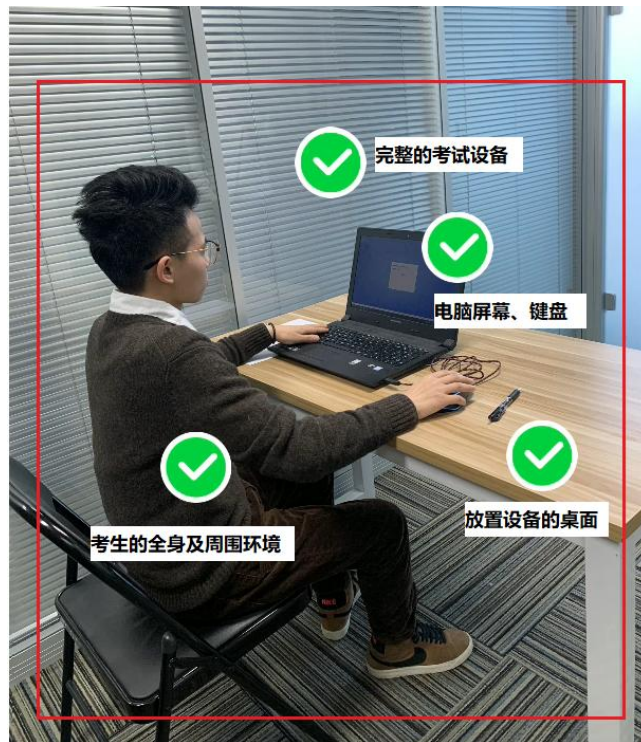 完整的考试设备
电脑屏幕、键盘
放置设备的桌面
考生的全身及周围环境